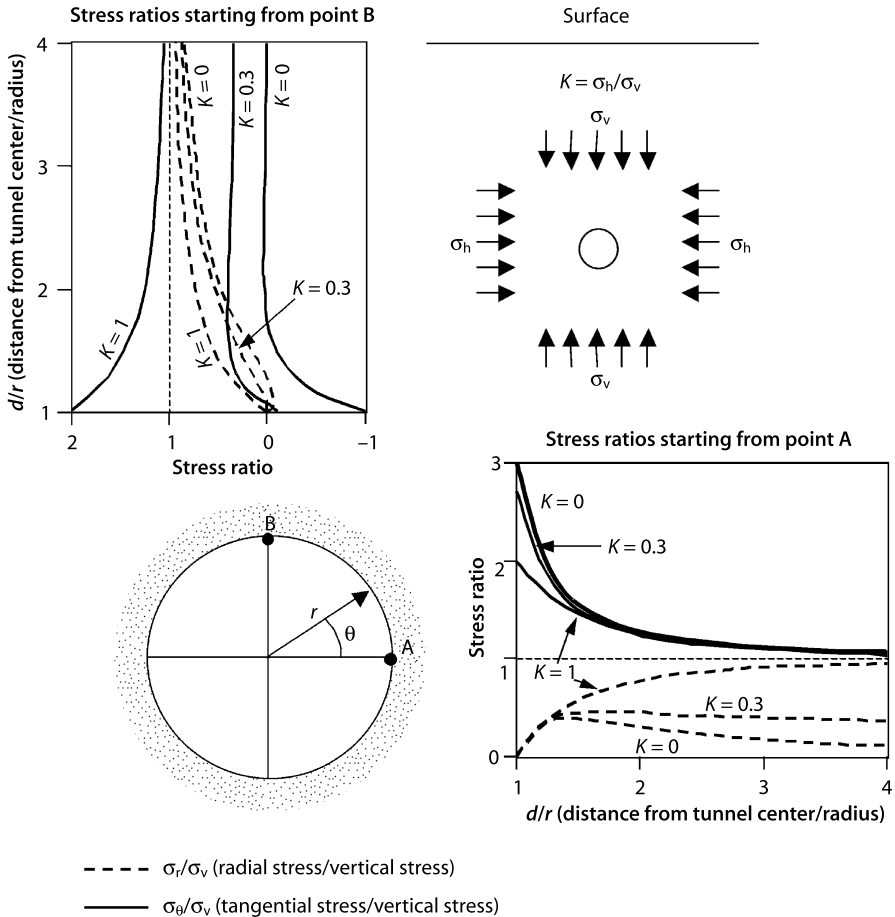 Stress ratios starting from point B
4
3
2
1
d/r (distance from tunnel center/radius)
K = 0
K = 0.3
K = 0
K = 0.3
K = 1
K = 1
2
1
0
–1
Stress ratio
Surface
K = σh/σv
σv
σh
σh
σv
Stress ratios starting from point A
3
2
1
0
Stress ratio
K = 0
K = 0.3
K = 1
K = 0.3
K = 0
1
2
3
4
d/r (distance from tunnel center/radius)
B
r
θ
A
σr/σv (radial stress/vertical stress)
σθ/σv (tangential stress/vertical stress)